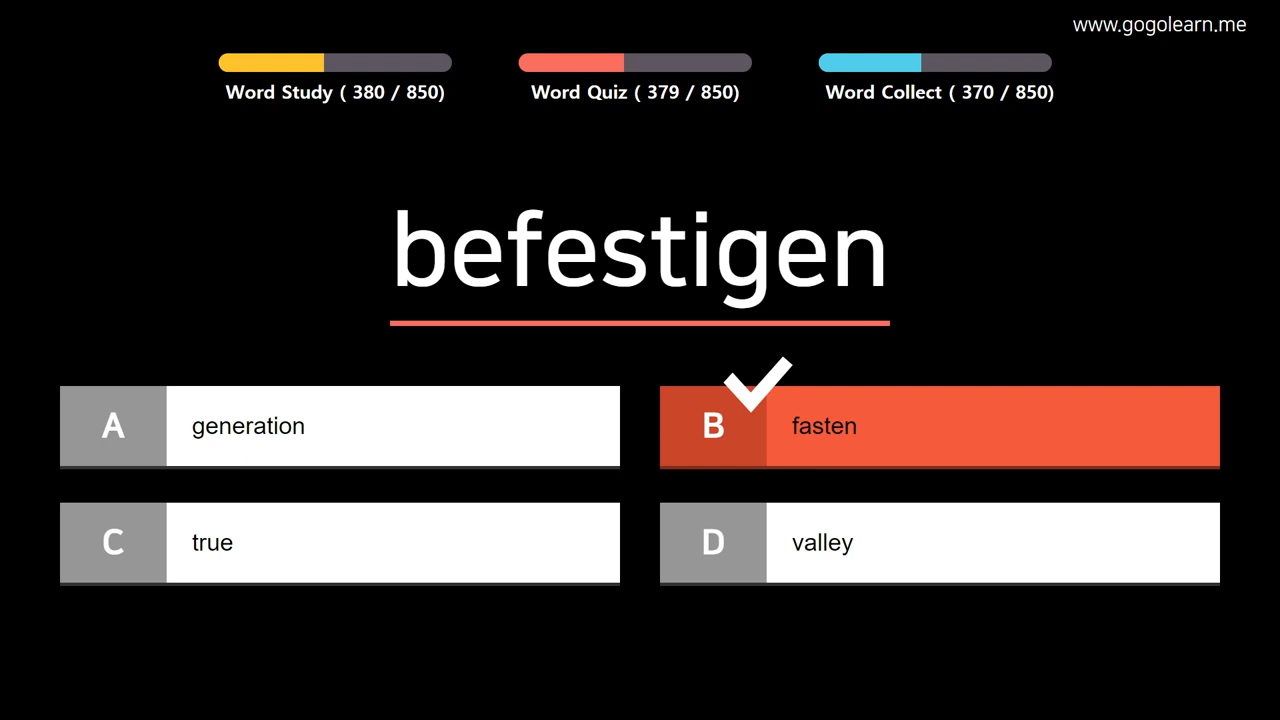 www.gogolearn.me
Word Study ( 380 / 850)
Word Quiz ( 379 / 850)
Word Collect ( 370 / 850)
befestigen
A generation
B fasten
C true
D valley